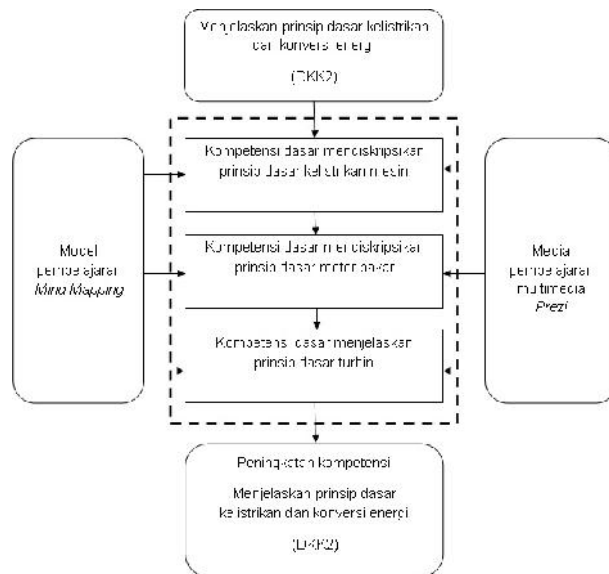 Menjelaskan prinsip dasar kelistrikan
dan konversi energi
(DKK2)
Kompetensi dasar mendiskripsikan
prinsip dasar kelistrikan mesin
Model
pembelajaran
Mind Mapping
Kompetensi dasar mendiskripsikan
prinsip dasar motor bakar
Media
pembelajaran
multimedia
Prezi
Kompetensi dasar menjelaskan
prinsip dasar turbin
Peningkatan kompetensi
Menjelaskan prinsip dasar
kelistrikan dan konversi energi
(DKK2)